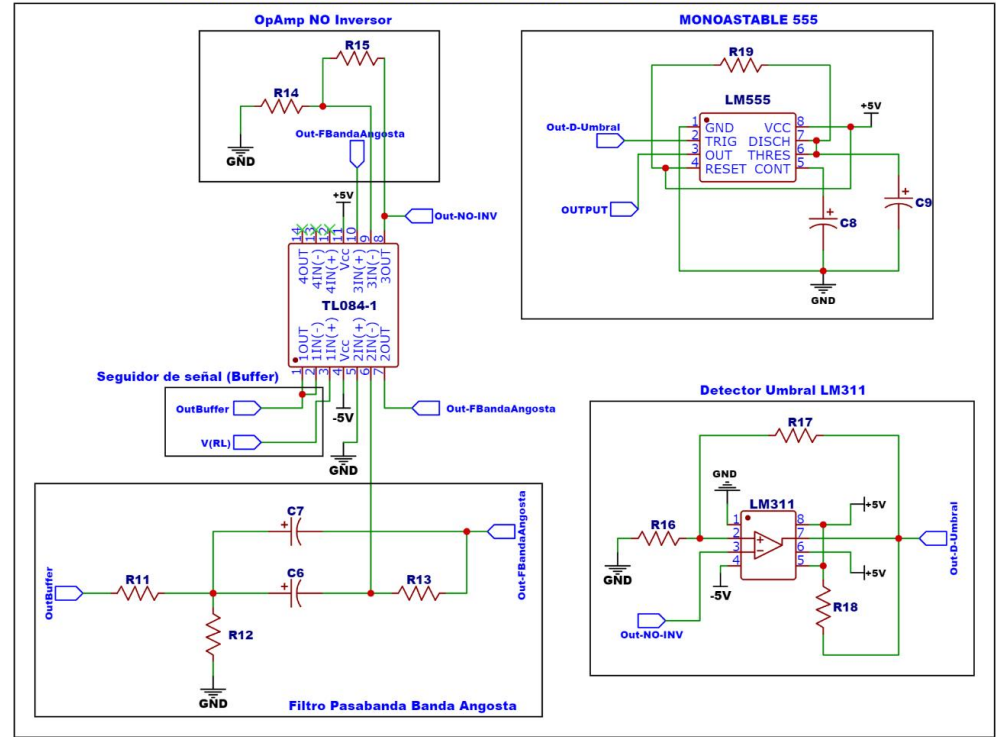 OpAmp NO Inversor
MONOASTABLE 555
R15
R14
GND
Out-FBandaAngosta
+5V
Out-NO-INV
14
13
12
11
10
9
8
4OUT
4IN(-)
4IN(+)
Vcc
3IN(+)
3IN(-)
3OUT
TL084-1
1OUT
1IN(-)
1IN(+)
Vcc
2IN(+)
2IN(-)
2OUT
1
2
3
4
5
6
7
R19
LM555
+5V
Out-D-Umbral
OUTPUT
1 GND VCC 8
2 TRIG DISCH 7
3 OUT THRES 6
4 RESET CONT 5
C8
C9
GND
Seguidor de señal (Buffer)
OutBuffer
V(RL)
-5V
GND
Out-FBandaAngosta
Detector Umbral LM311
R17
GND
LM311
R16
GND
1
2
3
4
+
-
8
7
6
5
+5V
+5V
-5V
R18
Out-NO-INV
Out-D-Umbral
C7
C6
OutBuffer
R11
R13
R12
GND
Out-FBandaAngosta
Filtro Pasabanda Banda Angosta